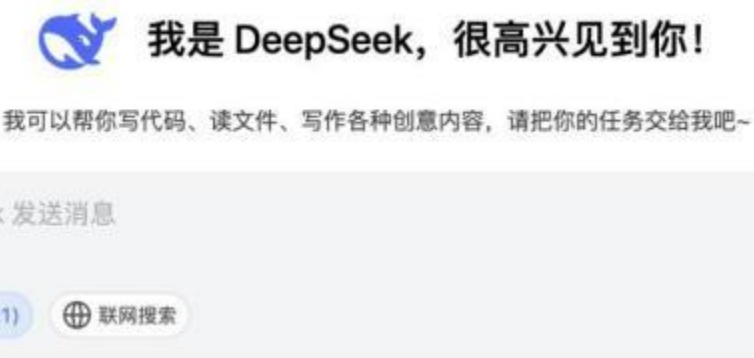 我是 DeepSeek，很高兴见到你！
我可以帮你写代码、读文件、写作各种创意内容，请把你的任务交给我吧~
发送消息
1)
联网搜索